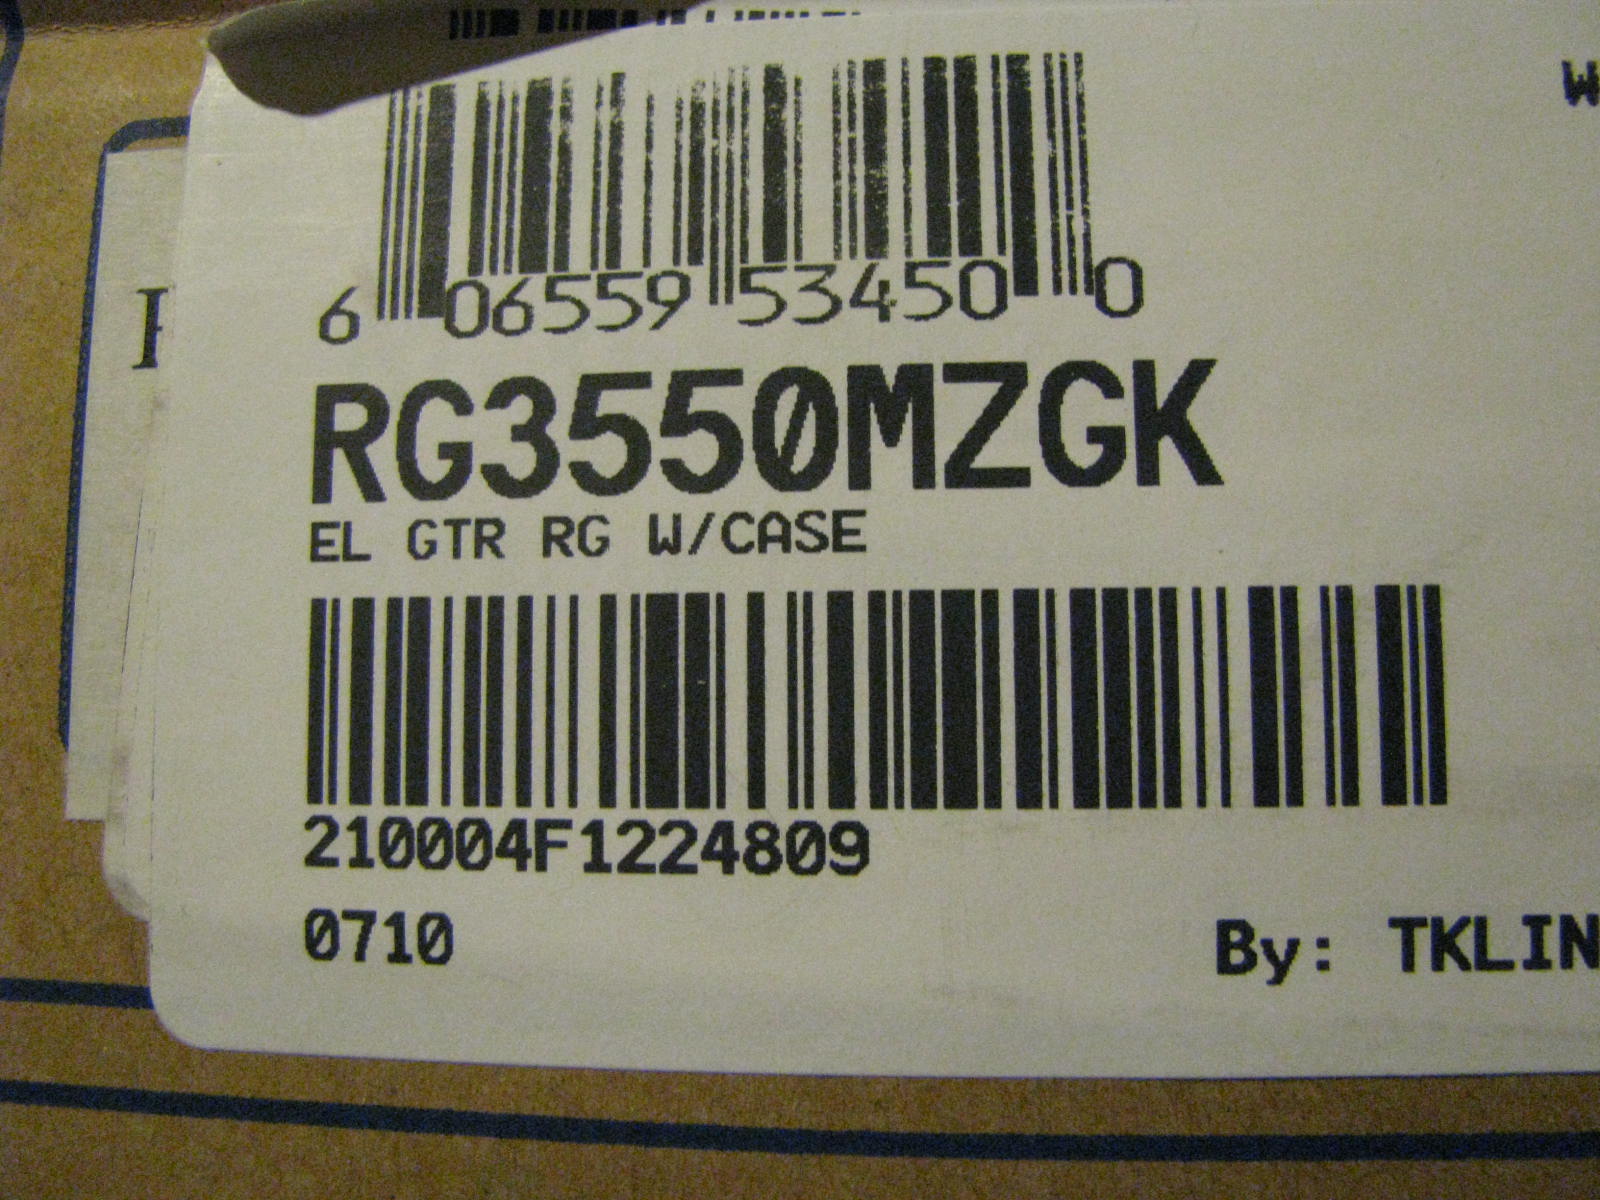 6 06559 53450 0
RG3550MZGK
EL GTR RG W/CASE
210004F1224809
0710
By: TKLIN